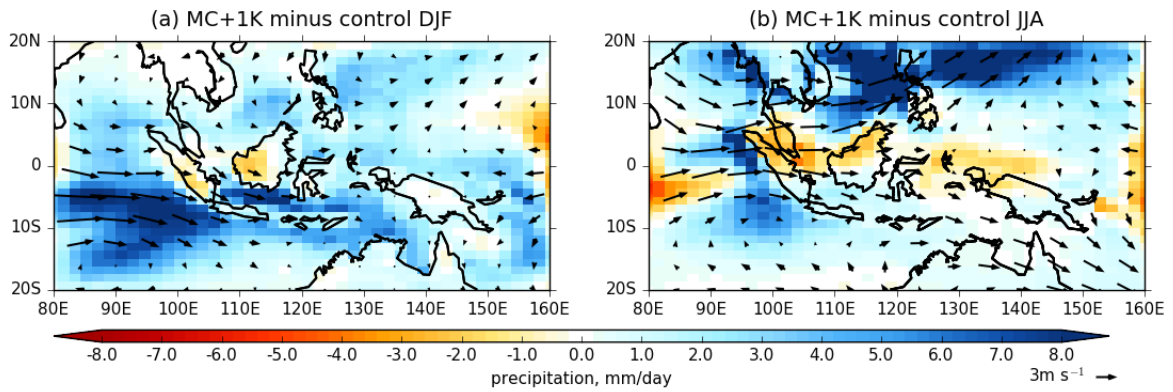 (a) MC+1K minus control DJF
(b) MC+1K minus control JJA
20N
10N
0
10S
20S
80E 90E 100E 110E 120E 130E 140E 150E 160E
20N
10N
0
10S
20S
80E 90E 100E 110E 120E 130E 140E 150E 160E
-8.0 -7.0 -6.0 -5.0 -4.0 -3.0 -2.0 -1.0 0.0 1.0 2.0 3.0 4.0 5.0 6.0 7.0 8.0
precipitation, mm/day
3m s⁻¹